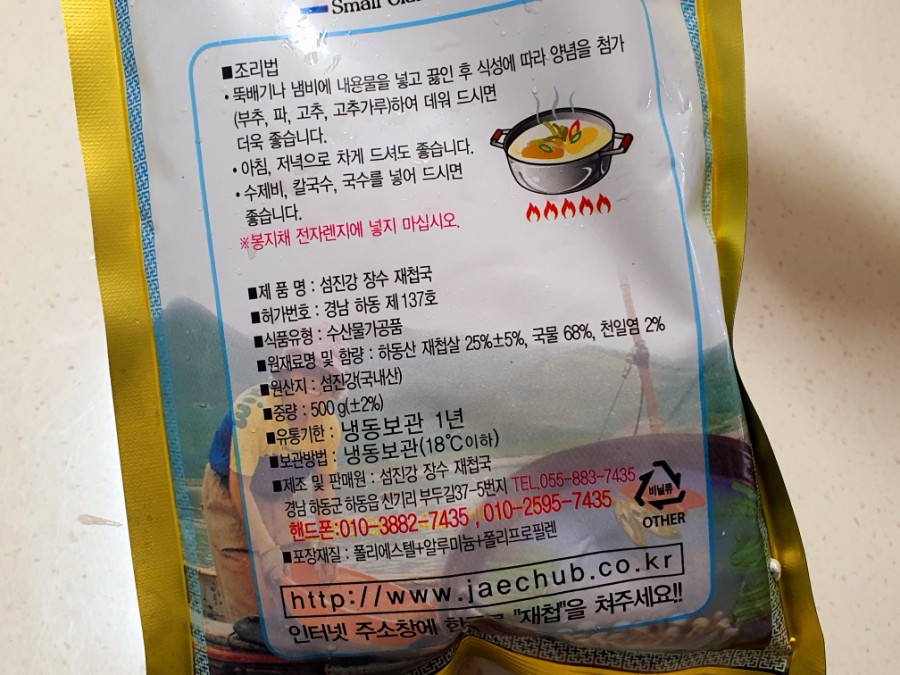 Small
■조리법
• 뚝배기나 냄비에 내용물을 넣고 끓인 후 식성에 따라 양념을 첨가
(부추, 파, 고추, 고추가루)하여 데워 드시면
더욱 좋습니다.
• 아침, 저녁으로 차게 드셔도 좋습니다.
• 수제비, 칼국수, 국수를 넣어 드시면
좋습니다.
※봉지채 전자렌지에 넣지 마십시오.
■제 품 명 : 섬진강 장수 재첩국
■허가번호 : 경남 하동 제137호
■식품유형 : 수산물가공품
■원재료명 및 함량 : 하동산 재첩살 25%±5%, 국물 68%, 천일염 2%
■원산지 : 섬진강(국내산)
■중량 : 500g(±2%)
■유통기한 : 냉동보관 1년
■보관방법 : 냉동보관(18℃이하)
■제조 및 판매원 : 섬진강 장수 재첩국
경남 하동군 하동읍 신기리 부두길37-5번지 TEL.055-883-7435
핸드폰:010-3882-7435 , 010-2595-7435
비닐류
OTHER
■포장재질 : 폴리에스텔+알루미늄+폴리프로필렌
http://www.jaechub.co.kr
인터넷 주소창에 "재첩"을 쳐주세요!!